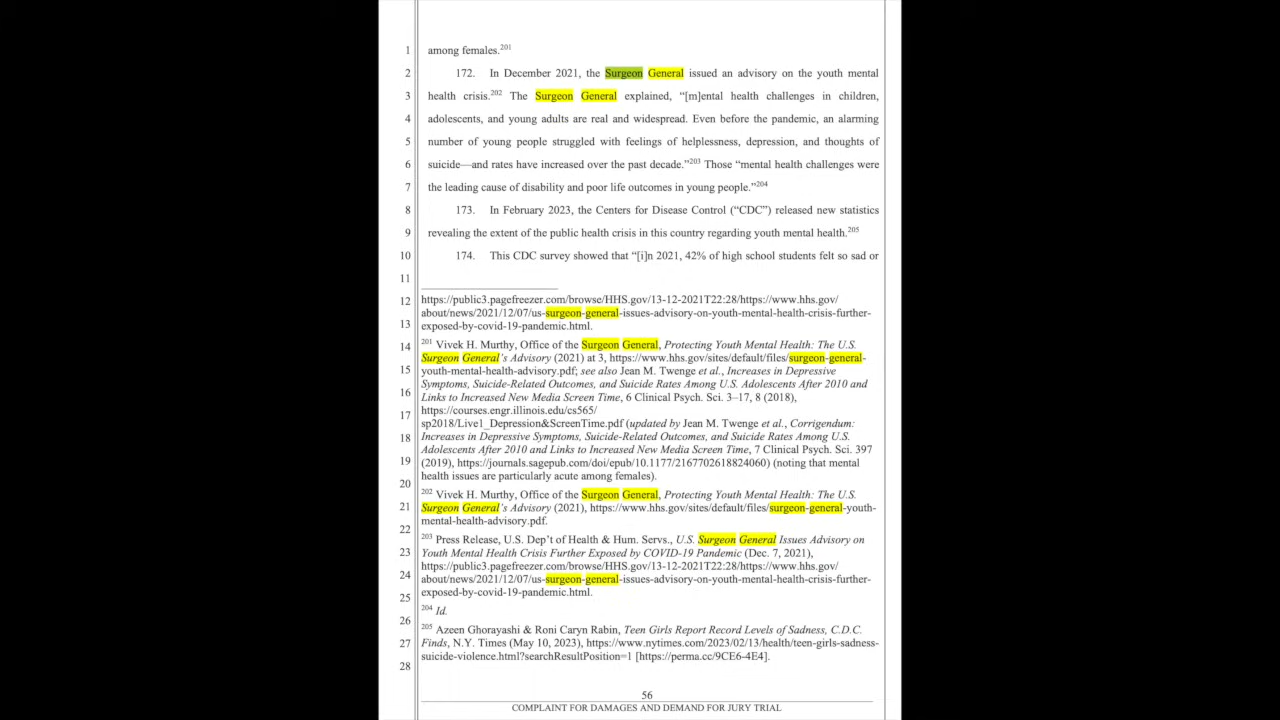 1 among females.201
2 172. In December 2021, the Surgeon General issued an advisory on the youth mental
3 health crisis.202 The Surgeon General explained, “[m]ental health challenges in children,
4 adolescents, and young adults are real and widespread. Even before the pandemic, an alarming
5 number of young people struggled with feelings of helplessness, depression, and thoughts of
6 suicide—and rates have increased over the past decade.”203 Those “mental health challenges were
7 the leading cause of disability and poor life outcomes in young people.”204
8 173. In February 2023, the Centers for Disease Control (“CDC”) released new statistics
9 revealing the extent of the public health crisis in this country regarding youth mental health.205
10 174. This CDC survey showed that “[i]n 2021, 42% of high school students felt so sad or
11
12 https://public3.pagefreezer.com/browse/HHS.gov/13-12-2021T22:28/https://www.hhs.gov/
about/news/2021/12/07/us-surgeon-general-issues-advisory-on-youth-mental-health-crisis-further-
13 exposed-by-covid-19-pandemic.html.
14 201 Vivek H. Murthy, Office of the Surgeon General, Protecting Youth Mental Health: The U.S.
Surgeon General’s Advisory (2021) at 3, https://www.hhs.gov/sites/default/files/surgeon-general-
15 youth-mental-health-advisory.pdf; see also Jean M. Twenge et al., Increases in Depressive
Symptoms, Suicide-Related Outcomes, and Suicide Rates Among U.S. Adolescents After 2010 and
16 Links to Increased New Media Screen Time, 6 Clinical Psych. Sci. 3–17, 8 (2018),
https://courses.engr.illinois.edu/cs565/
17 sp2018/Live1_Depression&ScreenTime.pdf (updated by Jean M. Twenge et al., Corrigendum:
18 Increases in Depressive Symptoms, Suicide-Related Outcomes, and Suicide Rates Among U.S.
Adolescents After 2010 and Links to Increased New Media Screen Time, 7 Clinical Psych. Sci. 397
19 (2019), https://journals.sagepub.com/doi/epub/10.1177/2167702618824060) (noting that mental
health issues are particularly acute among females).
20
202 Vivek H. Murthy, Office of the Surgeon General, Protecting Youth Mental Health: The U.S.
21 Surgeon General’s Advisory (2021), https://www.hhs.gov/sites/default/files/surgeon-general-youth-
mental-health-advisory.pdf.
22
203 Press Release, U.S. Dep’t of Health & Hum. Servs., U.S. Surgeon General Issues Advisory on
23 Youth Mental Health Crisis Further Exposed by COVID-19 Pandemic (Dec. 7, 2021),
https://public3.pagefreezer.com/browse/HHS.gov/13-12-2021T22:28/https://www.hhs.gov/
24 about/news/2021/12/07/us-surgeon-general-issues-advisory-on-youth-mental-health-crisis-further-
25 exposed-by-covid-19-pandemic.html.
204 Id.
26
205 Azeen Ghorayashi & Roni Caryn Rabin, Teen Girls Report Record Levels of Sadness, C.D.C.
27 Finds, N.Y. Times (May 10, 2023), https://www.nytimes.com/2023/02/13/health/teen-girls-sadness-
suicide-violence.html?searchResultPosition=1 [https://perma.cc/9CE6-4E4].
28
56
COMPLAINT FOR DAMAGES AND DEMAND FOR JURY TRIAL